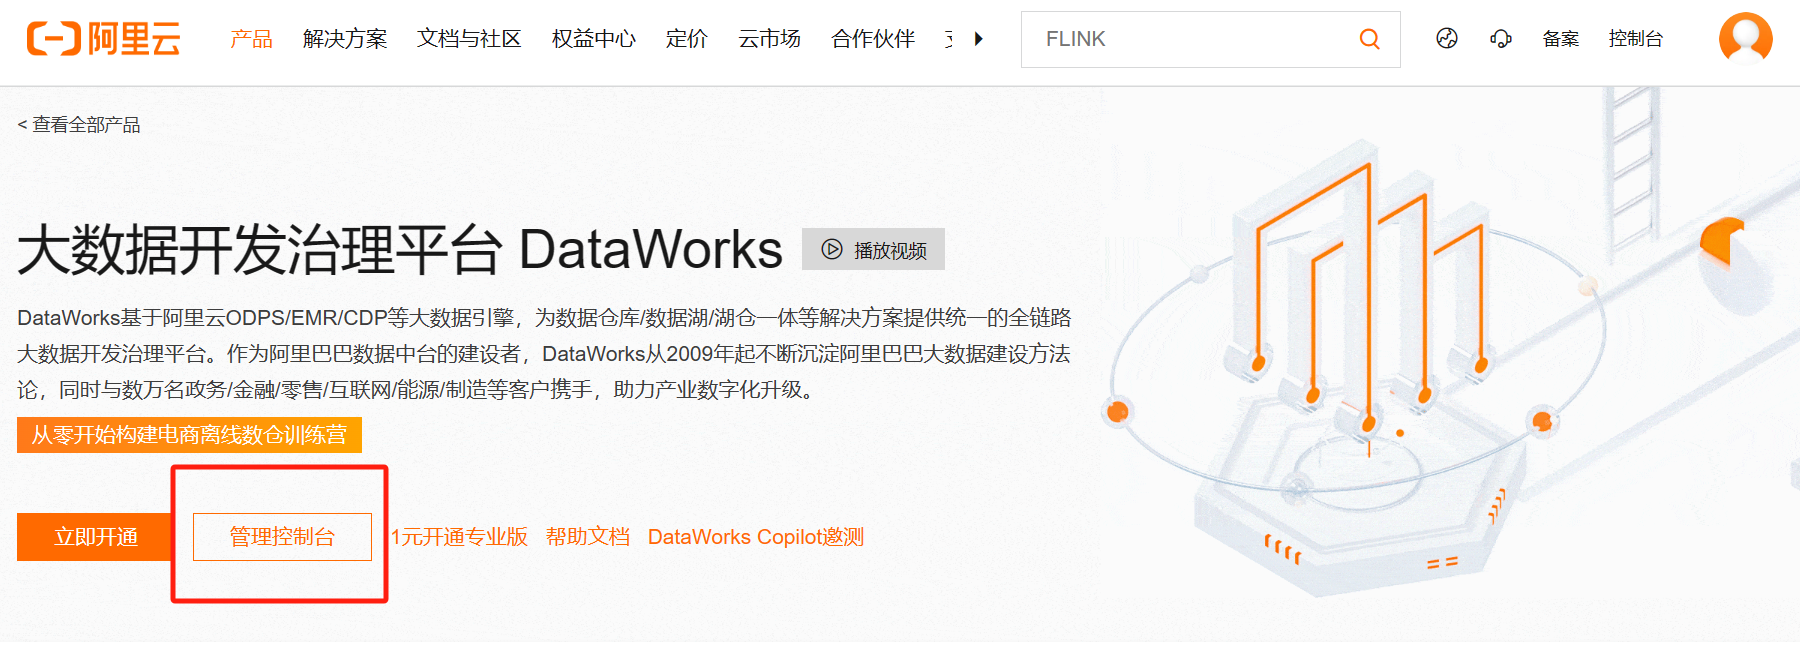 阿里云
产品 解决方案 文档与社区 权益中心 定价 云市场 合作伙伴
FLINK
备案 控制台
< 查看全部产品
大数据开发治理平台 DataWorks
播放视频
DataWorks基于阿里云ODPS/EMR/CDP等大数据引擎，为数据仓库/数据湖/湖仓一体等解决方案提供统一的全链路
大数据开发治理平台。作为阿里巴巴数据中台的建设者，DataWorks从2009年起不断沉淀阿里巴巴大数据建设方法
论，同时与数万名政务/金融/零售/互联网/能源/制造等客户携手，助力产业数字化升级。
从零开始构建电商离线数仓训练营
立即开通 管理控制台 1元开通专业版 帮助文档 DataWorks Copilot邀测